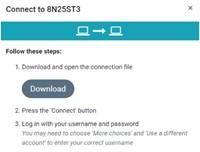 Connect to 8N25ST3
Follow these steps:
1. Download and open the connection file
Download
2. Press the 'Connect' button
3. Log in with your username and password
You may need to choose 'More choices' and 'Use a different
account' to enter your correct username